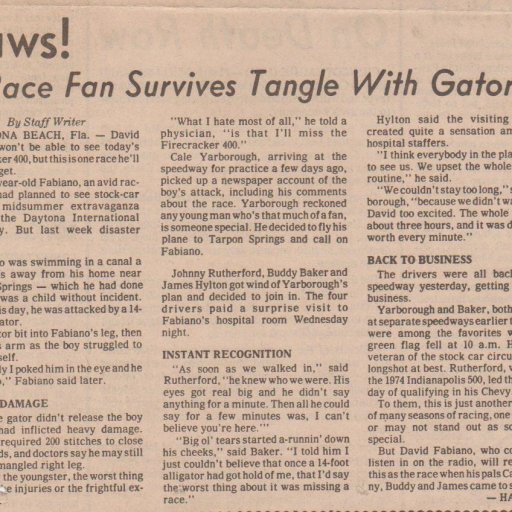 aws!
ace Fan Survives Tangle With Gator
By Staff Writer
ONA BEACH, Fla. — David
won't be able to see today's
er 400, but this is one race he'll
get.
year-old Fabiano, an avid rac-
had planned to see stock-car
midsummer extravaganza
the Daytona International
y. But last week disaster
o was swimming in a canal a
s away from his home near
Springs — which he had done
was a child without incident.
is day, he was attacked by a 14-
ator.
tor bit into Fabiano's leg, then
s arm as the boy struggled to
self.
ly I poked him in the eye and he
o," Fabiano said later.
DAMAGE
e gator didn't release the boy
had inflicted heavy damage.
required 200 stitches to close
ds, and doctors say he may still
mangled right leg.
the youngster, the worst thing
e injuries or the frightful ex-
"What I hate most of all," he told a
physician, "is that I'll miss the
Firecracker 400."
Cale Yarborough, arriving at the
speedway for practice a few days ago,
picked up a newspaper account of the
boy's attack, including his comments
about the race. Yarborough reckoned
any young man who's that much of a fan,
is someone special. He decided to fly his
plane to Tarpon Springs and call on
Fabiano.
Johnny Rutherford, Buddy Baker and
James Hylton got wind of Yarborough's
plan and decided to join in. The four
drivers paid a surprise visit to
Fabiano's hospital room Wednesday
night.
INSTANT RECOGNITION
"As soon as we walked in," said
Rutherford, "he knew who we were. His
eyes got real big and he didn't say
anything for a minute. Then all he could
say for a few minutes was, I can't
believe you're here.'"
"Big ol' tears started a-runnin' down
his cheeks," said Baker. "I told him I
just couldn't believe that once a 14-foot
alligator had got hold of me, that I'd say
the worst thing about it was missing a
race."
Hylton said the visiting
created quite a sensation am
hospital staffers.
"I think everybody in the pla
to see us. We upset the whole
routine," he said.
"We couldn't stay too long," s
borough, "because we didn't wa
David too excited. The whole
about three hours, and it was d
worth every minute."
BACK TO BUSINESS
The drivers were all back
speedway yesterday, getting
business.
Yarborough and Baker, both
at separate speedways earlier t
were among the favorites w
green flag fell at 10 a.m. H
veteran of the stock car circu
longshot at best. Rutherford, w
the 1974 Indianapolis 500, led th
day of qualifying in his Chevy.
To them, this is just another
of many seasons of racing, one
or may not stand out as so
special.
But David Fabiano, who co
listen in on the radio, will re
this as the race when his pals Ca
ny, Buddy and James came to s
— HA